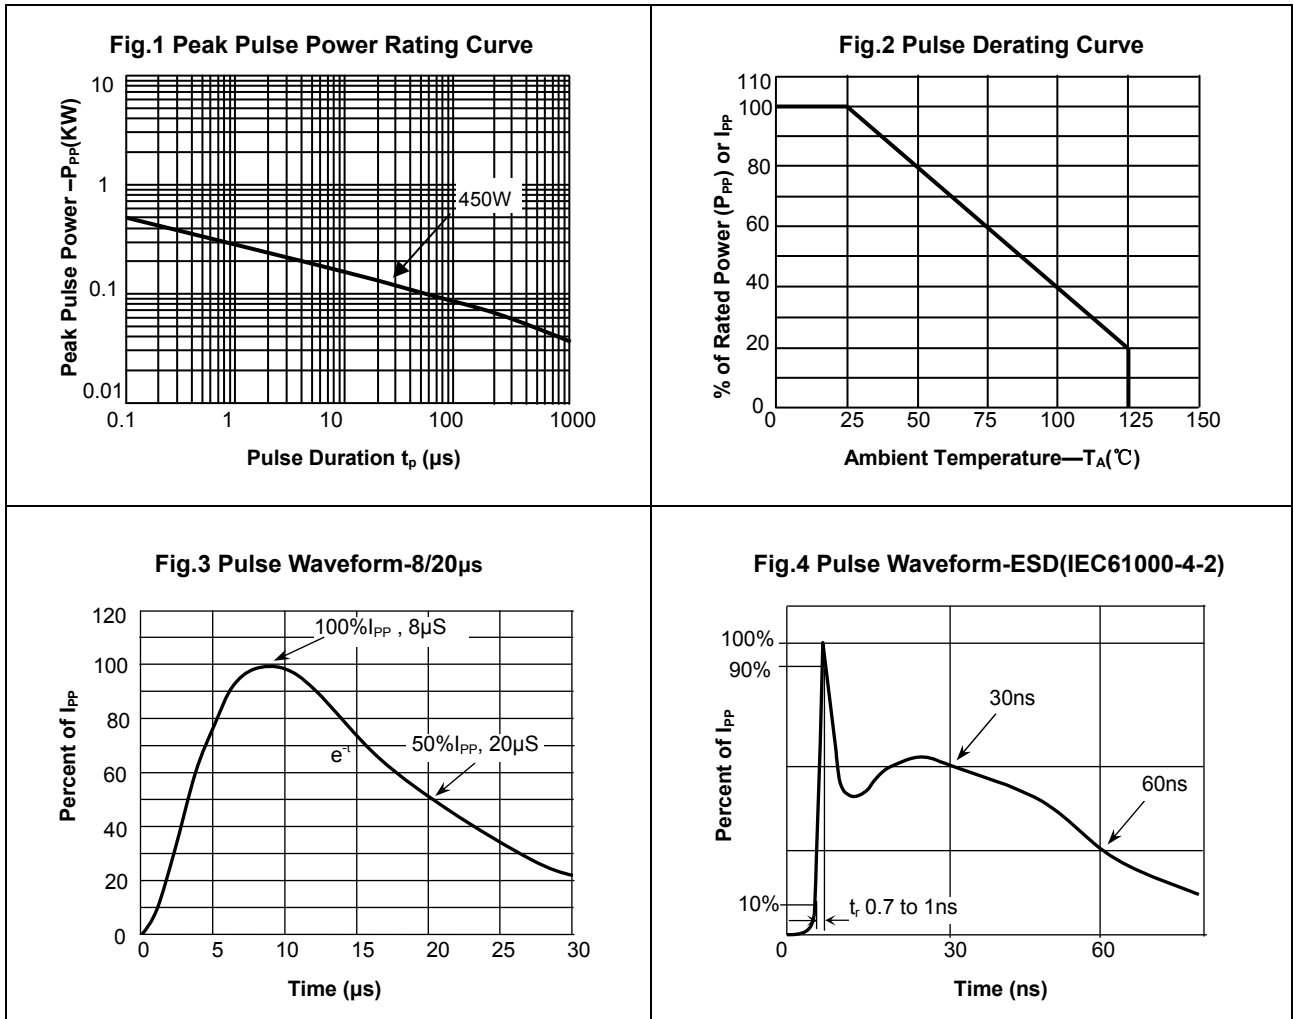 Fig.1 Peak Pulse Power Rating Curve
Peak Pulse Power –PPP(KW)
10
1
0.1
0.01
450W
0.1 1 10 100 1000
Pulse Duration tp (µs)
Fig.2 Pulse Derating Curve
% of Rated Power (PPP) or IPP
110
100
80
60
40
20
0
0 25 50 75 100 125 150
Ambient Temperature—TA(℃)
Fig.3 Pulse Waveform-8/20µs
Percent of IPP
120
100
80
60
40
20
0
100%IPP , 8µS
e-t
50%IPP, 20µS
0 5 10 15 20 25 30
Time (µs)
Fig.4 Pulse Waveform-ESD(IEC61000-4-2)
Percent of IPP
100%
90%
10%
30ns
60ns
tr 0.7 to 1ns
0 30 60
Time (ns)